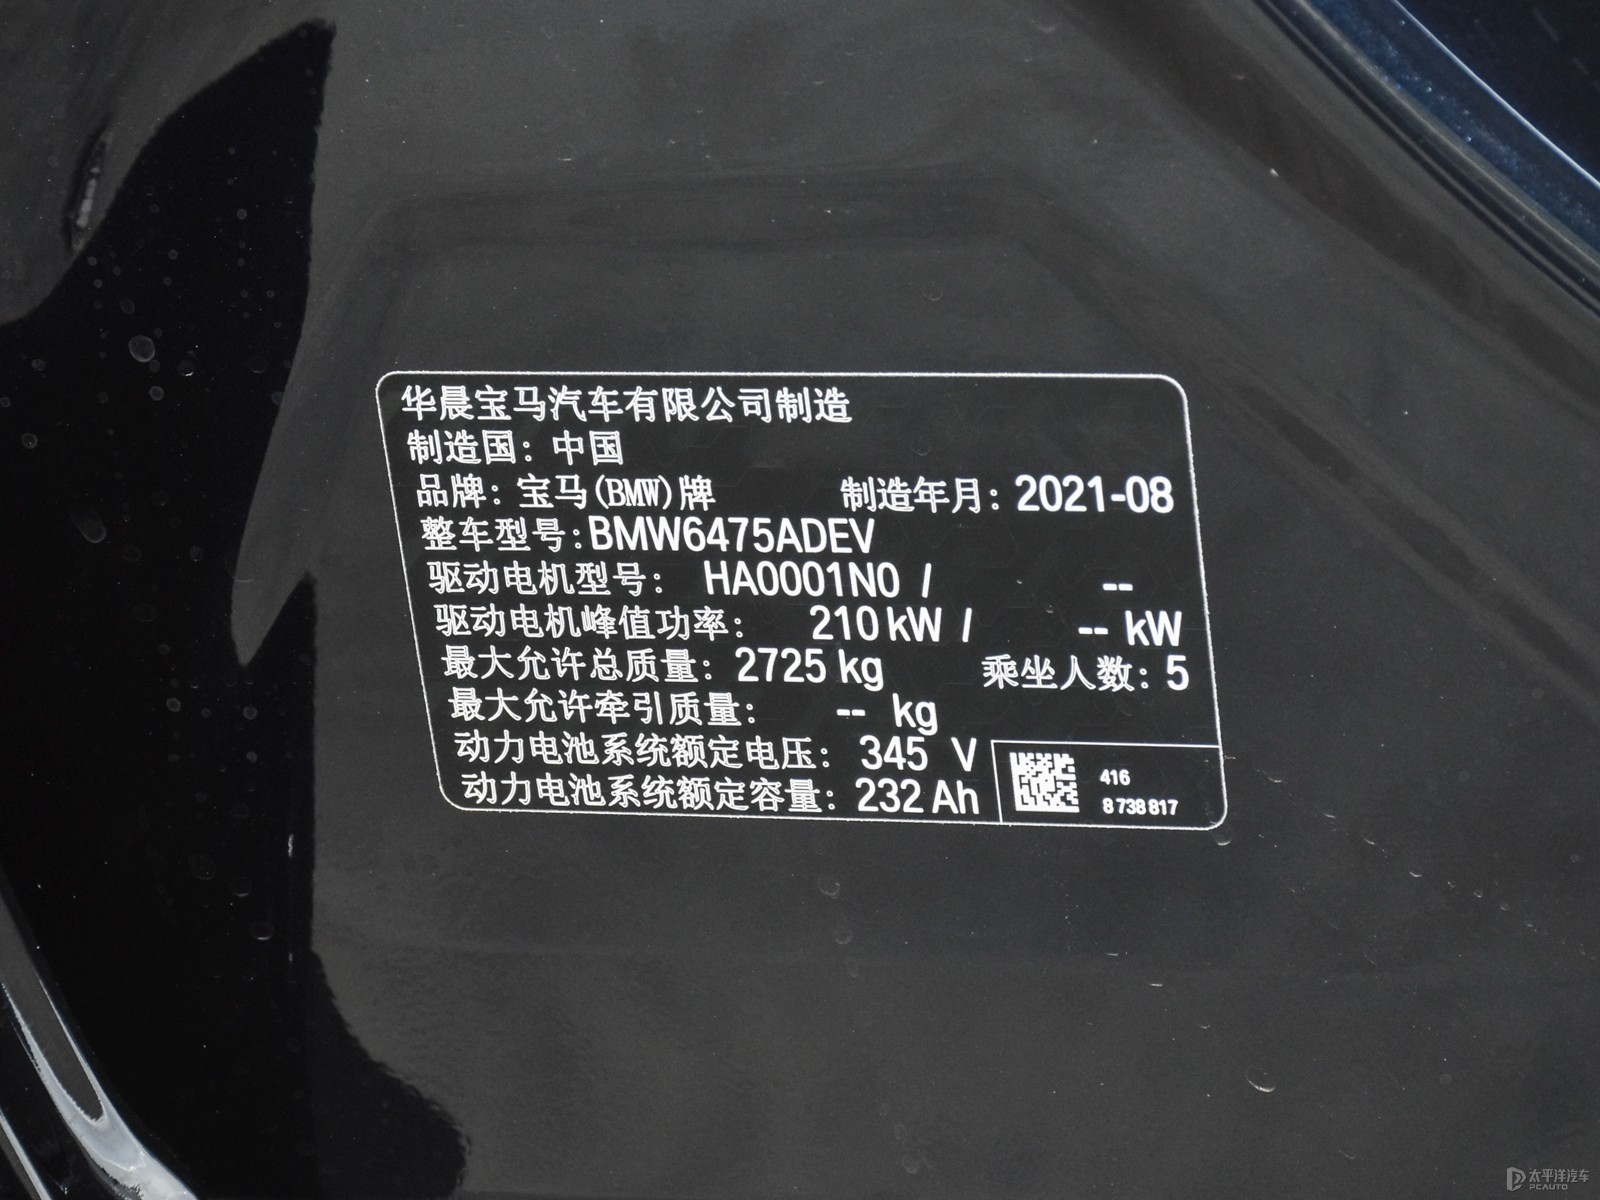 华晨宝马汽车有限公司制造
制造国：中国
品牌：宝马(BMW)牌 制造年月：2021-08
整车型号：BMW6475ADEV
驱动电机型号： HA0001N0 / --
驱动电机峰值功率： 210 kW / -- kW
最大允许总质量：2725 kg 乘坐人数：5
最大允许牵引质量： -- kg
动力电池系统额定电压： 345 V
动力电池系统额定容量：232 Ah
416
8 738 817
太平洋汽车
PCAUTO